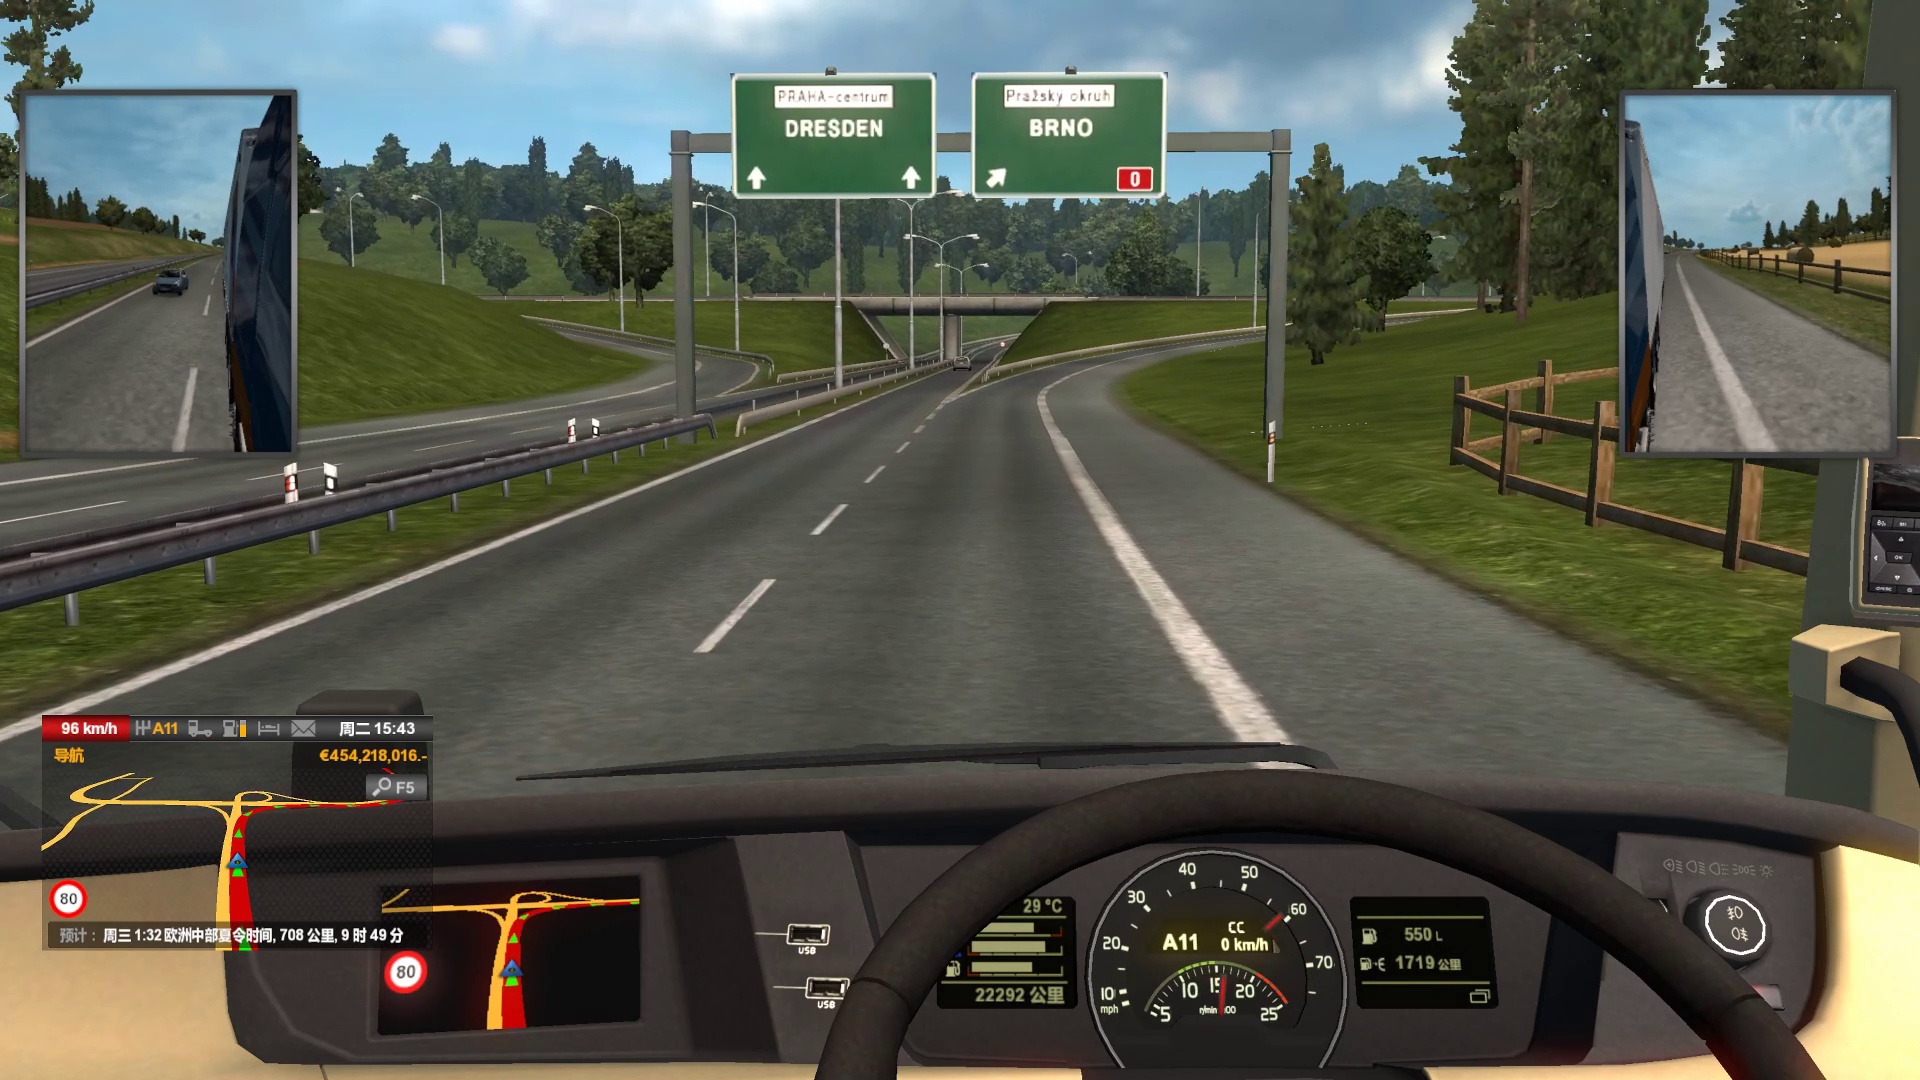 PRAHA-centrum
DRESDEN
Pražský okruh
BRNO
0
96 km/h
A11
周二 15:43
导航
€454,218,016.-
F5
80
预计： 周三 1:32 欧洲中部夏令时间, 708 公里, 9 时 49 分
80
USB
USB
29 °C
22292 公里
10 20 30 40 50 60 70
mph
CC
A11 0 km/h
5 10 15 20 25
r/min x100
550 L
1719 公里
OK